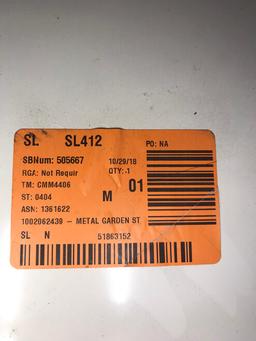 SL SL412
PO: NA
SBNum: 505667 10/29/18
RGA: Not Requir QTY: 1
TM: CMM4406
ST: 0404 M 01
ASN: 1361622
1002062439 - METAL GARDEN ST
SL N 51863152